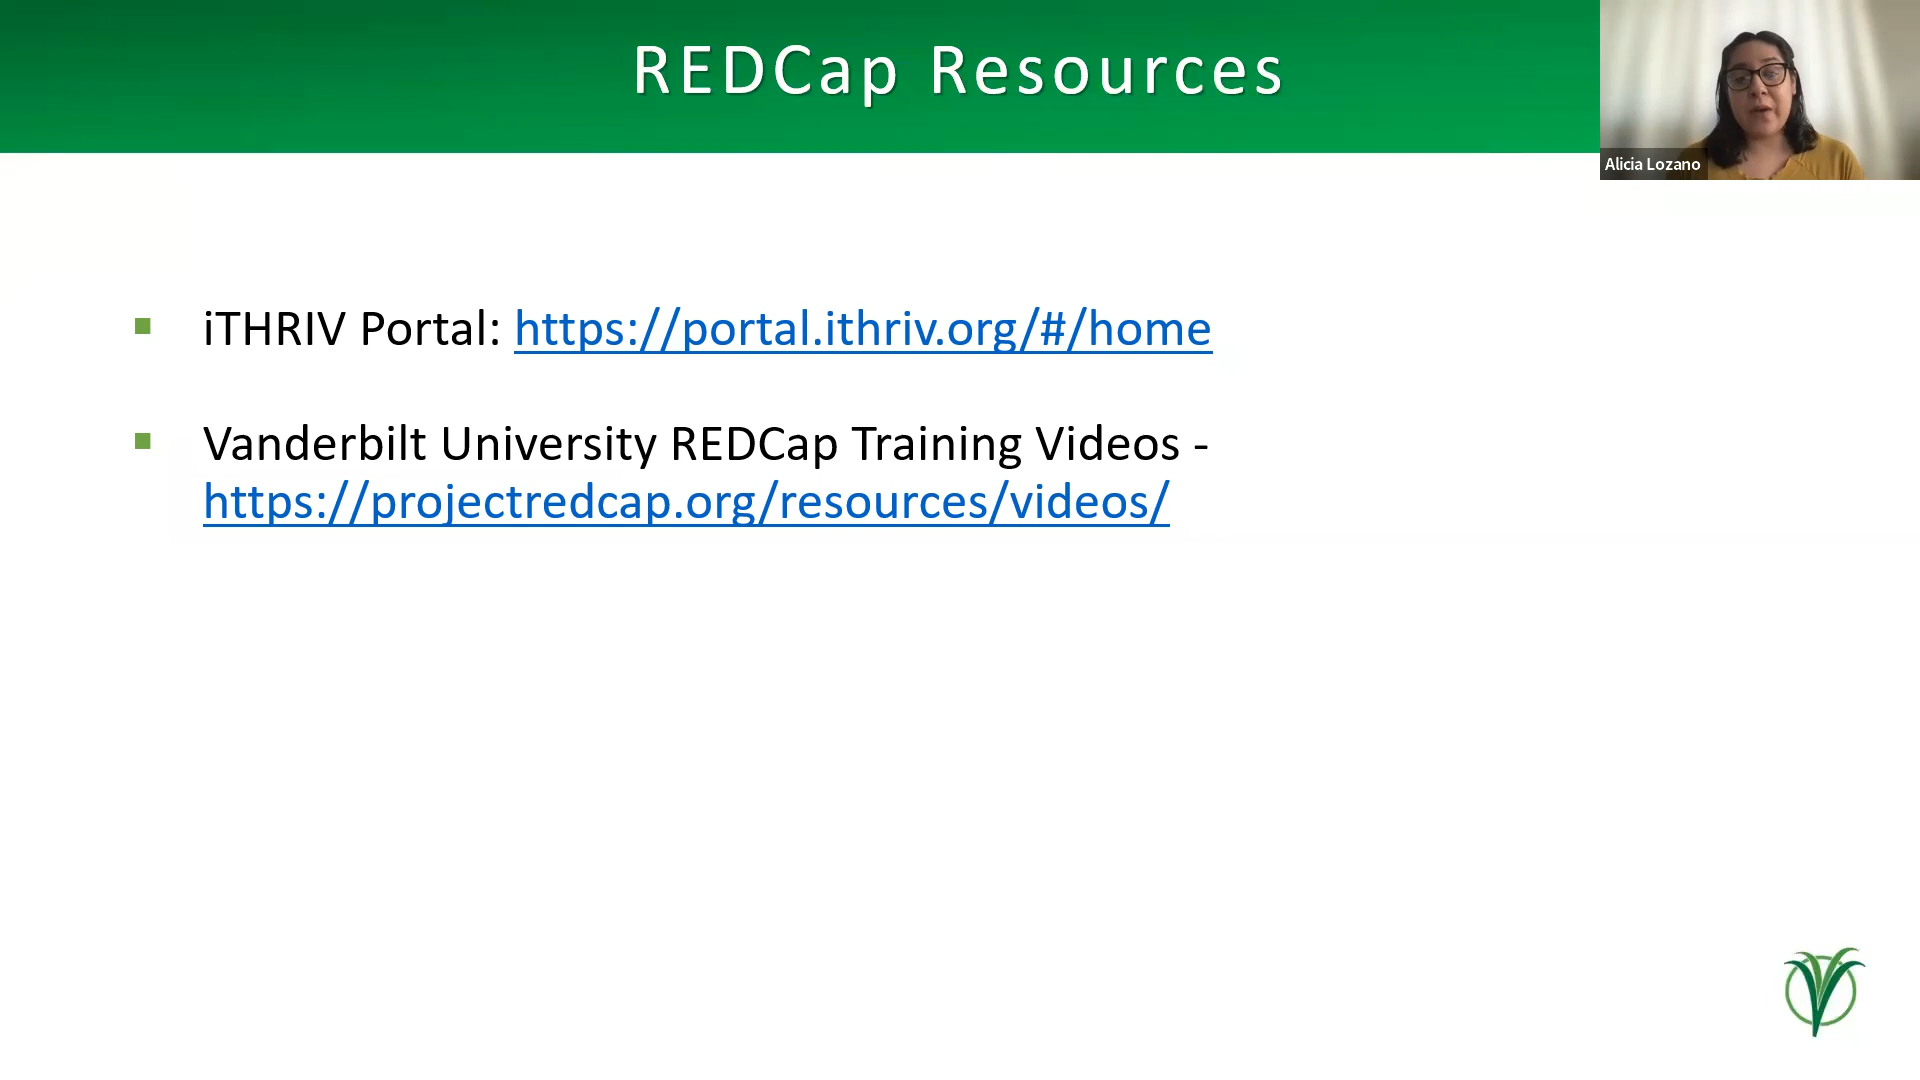 REDCap Resources
Alicia Lozano
iTHRIV Portal: https://portal.ithriv.org/#/home
Vanderbilt University REDCap Training Videos -
https://projectredcap.org/resources/videos/